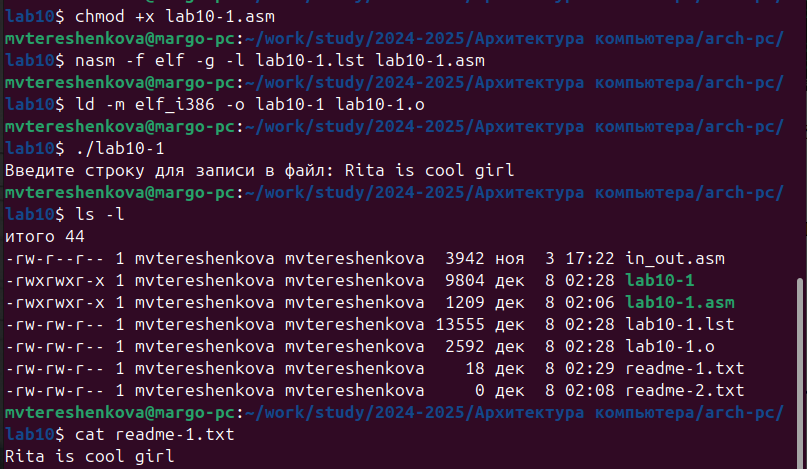 lab10$ chmod +x lab10-1.asm
mvtereshenkova@margo-pc:~/work/study/2024-2025/Архитектура компьютера/arch-pc/
lab10$ nasm -f elf -g -l lab10-1.lst lab10-1.asm
mvtereshenkova@margo-pc:~/work/study/2024-2025/Архитектура компьютера/arch-pc/
lab10$ ld -m elf_i386 -o lab10-1 lab10-1.o
mvtereshenkova@margo-pc:~/work/study/2024-2025/Архитектура компьютера/arch-pc/
lab10$ ./lab10-1
Введите строку для записи в файл: Rita is cool girl
mvtereshenkova@margo-pc:~/work/study/2024-2025/Архитектура компьютера/arch-pc/
lab10$ ls -l
итого 44
-rw-r--r-- 1 mvtereshenkova mvtereshenkova  3942 ноя  3 17:22 in_out.asm
-rwxrwxr-x 1 mvtereshenkova mvtereshenkova  9804 дек  8 02:28 lab10-1
-rwxrwxr-x 1 mvtereshenkova mvtereshenkova  1209 дек  8 02:06 lab10-1.asm
-rw-rw-r-- 1 mvtereshenkova mvtereshenkova 13555 дек  8 02:28 lab10-1.lst
-rw-rw-r-- 1 mvtereshenkova mvtereshenkova  2592 дек  8 02:28 lab10-1.o
-rw-rw-r-- 1 mvtereshenkova mvtereshenkova    18 дек  8 02:29 readme-1.txt
-rw-rw-r-- 1 mvtereshenkova mvtereshenkova     0 дек  8 02:08 readme-2.txt
mvtereshenkova@margo-pc:~/work/study/2024-2025/Архитектура компьютера/arch-pc/
lab10$ cat readme-1.txt
Rita is cool girl